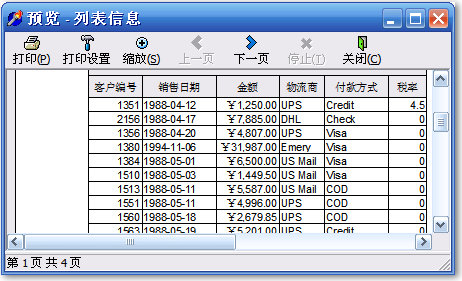 预览 - 列表信息
打印(P) 打印设置 缩放(S) 上一页 下一页 停止(T) 关闭(C)
客户编号 销售日期 金额 物流商 付款方式 税率
1351 1988-04-12 ￥1,250.00 UPS Credit 4.5
2156 1988-04-17 ￥7,885.00 DHL Check 0
1356 1988-04-20 ￥4,807.00 UPS Visa 0
1380 1994-11-06 ￥31,987.00 Emery Visa 0
1384 1988-05-01 ￥6,500.00 US Mail Visa 0
1510 1988-05-03 ￥1,449.50 US Mail Visa 0
1513 1988-05-11 ￥5,587.00 US Mail COD 0
1551 1988-05-11 ￥4,996.00 UPS COD 0
1560 1988-05-18 ￥2,679.85 UPS COD 0
1563 1988-05-19 ￥5,201.00 UPS Credit 0
第 1 页 共 4 页